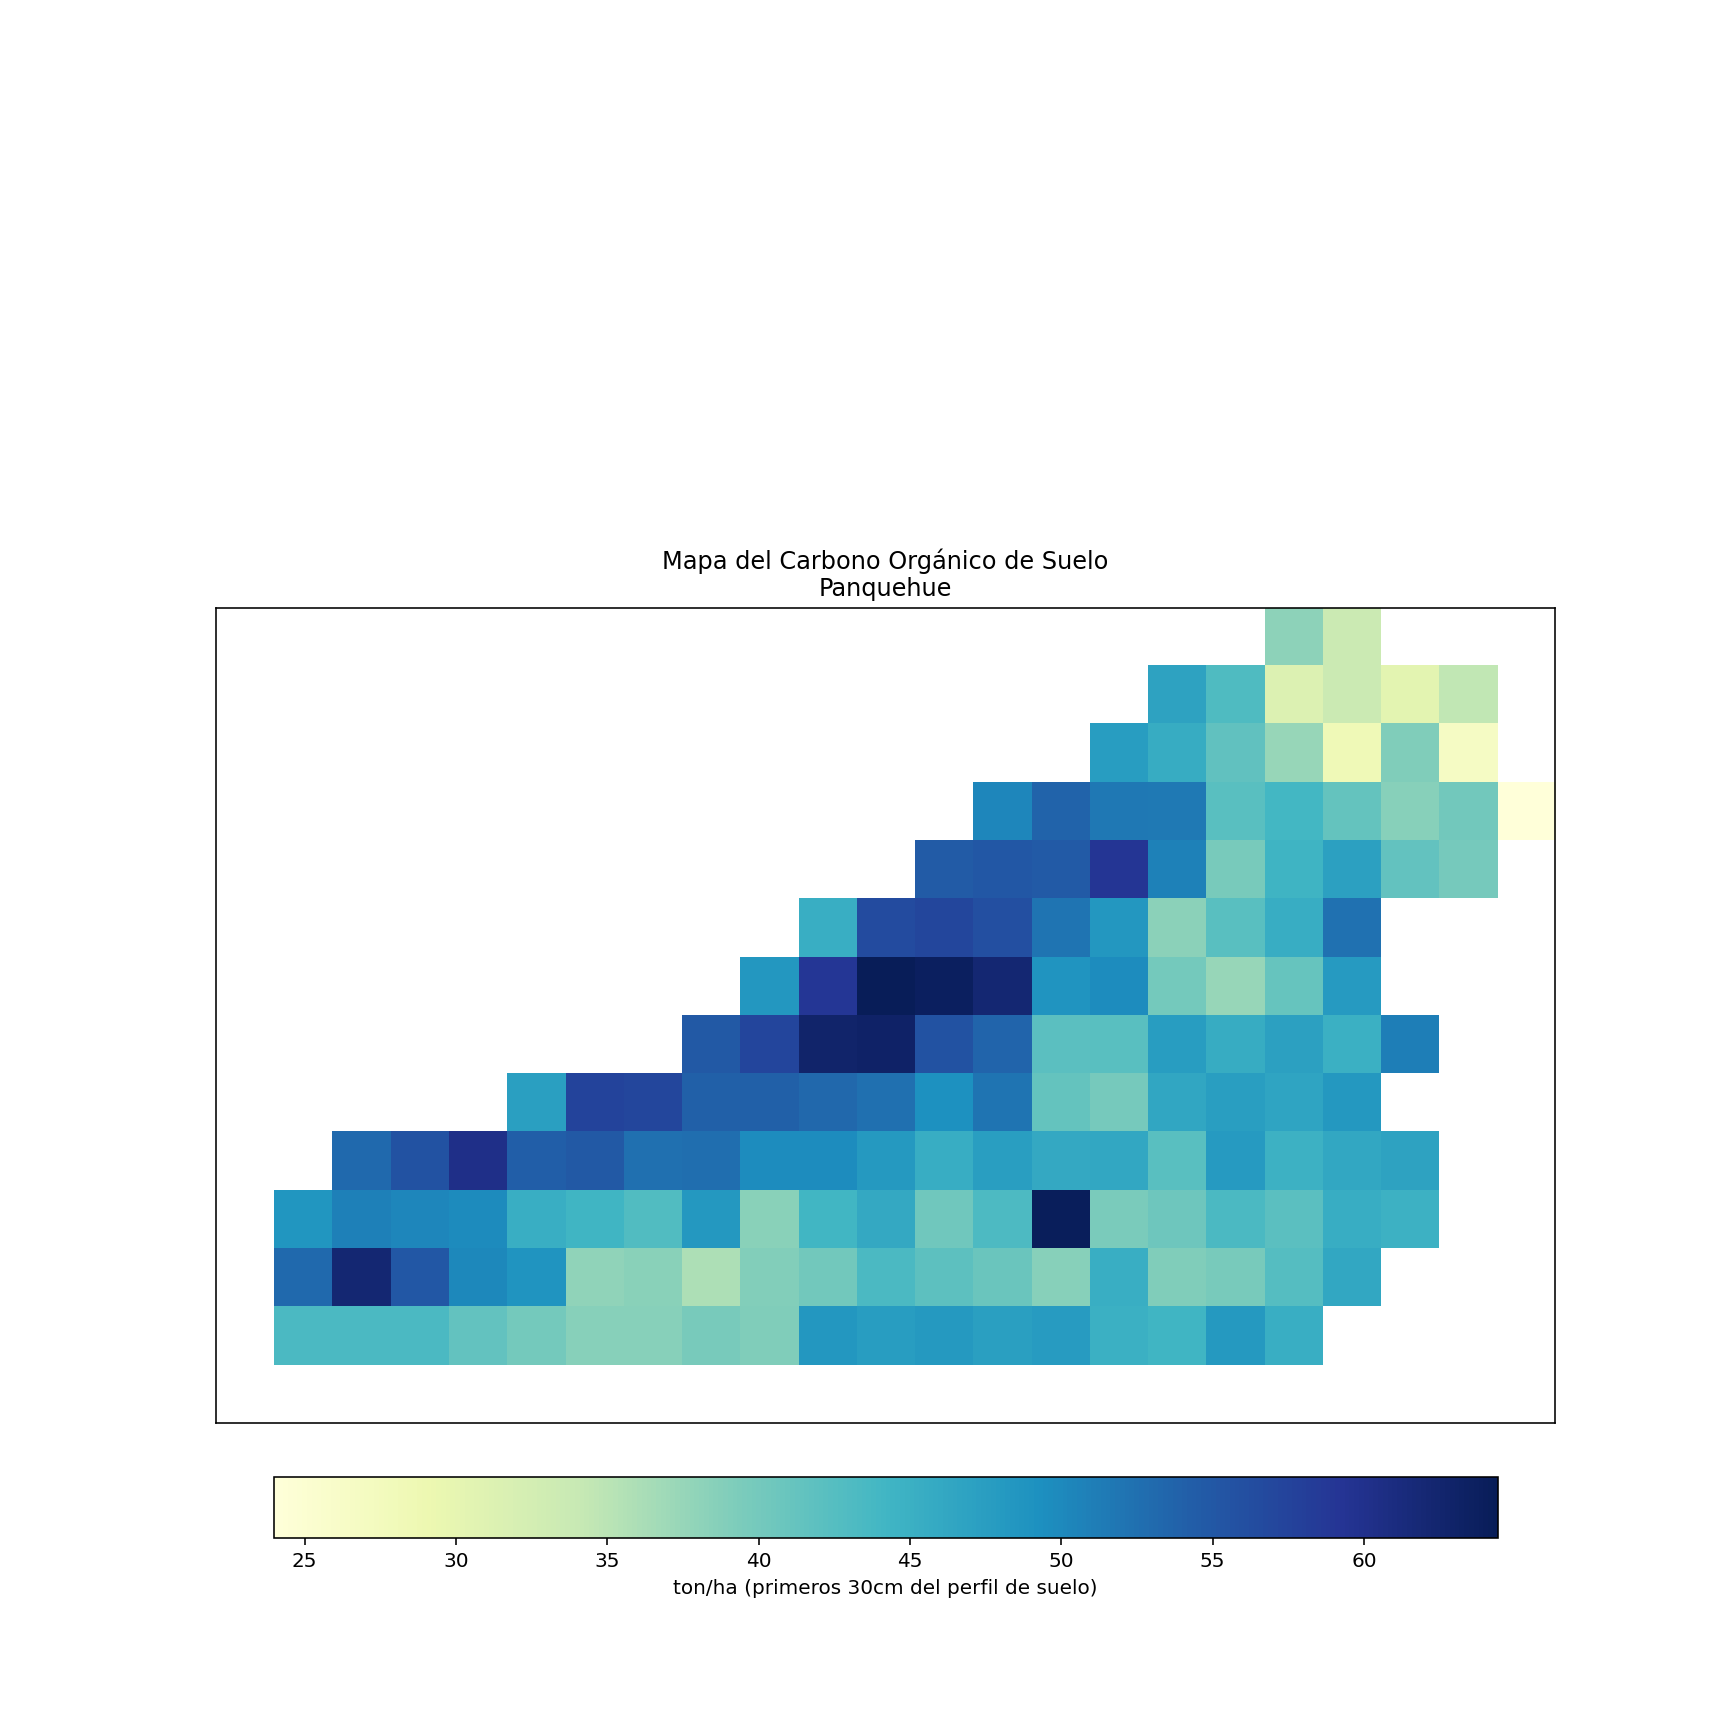 Mapa del Carbono Orgánico de Suelo
Panquehue
25 30 35 40 45 50 55 60
ton/ha (primeros 30cm del perfil de suelo)